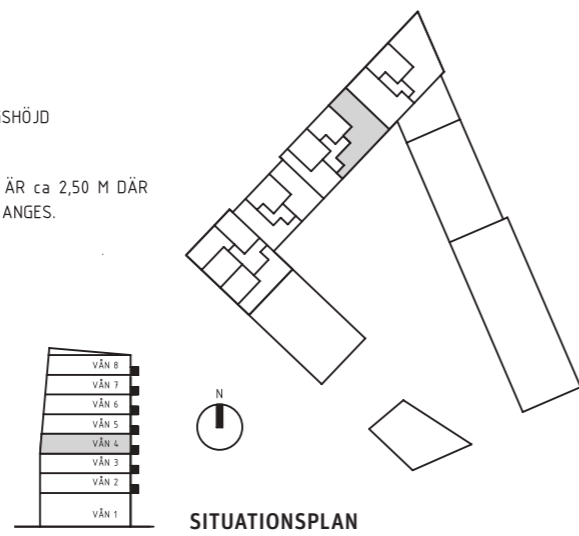 SHÖJD
ÄR ca 2,50 M DÄR
ANGES.
VÅN 8
VÅN 7
VÅN 6
VÅN 5
VÅN 4
VÅN 3
VÅN 2
VÅN 1
N
SITUATIONSPLAN